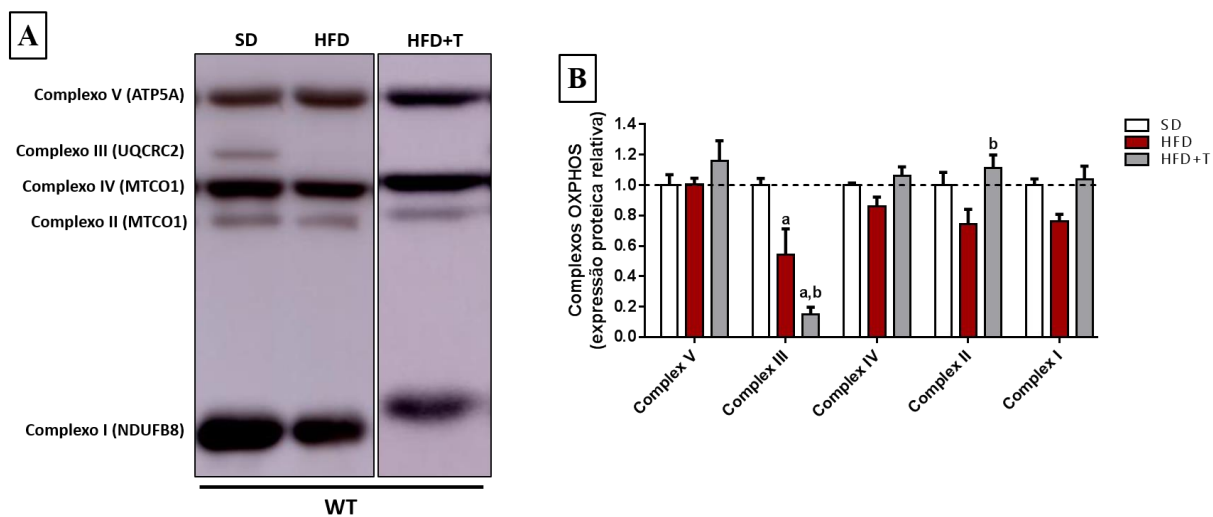 A
SD HFD HFD+T
Complexo V (ATP5A)
Complexo III (UQCRC2)
Complexo IV (MTCO1)
Complexo II (MTCO1)
Complexo I (NDUFB8)
WT
B
Complexos OXPHOS
(expressão proteica relativa)
1.4
1.2
1.0
0.8
0.6
0.4
0.2
0.0
a
a,b
b
Complex V
Complex III
Complex IV
Complex II
Complex I
SD
HFD
HFD+T